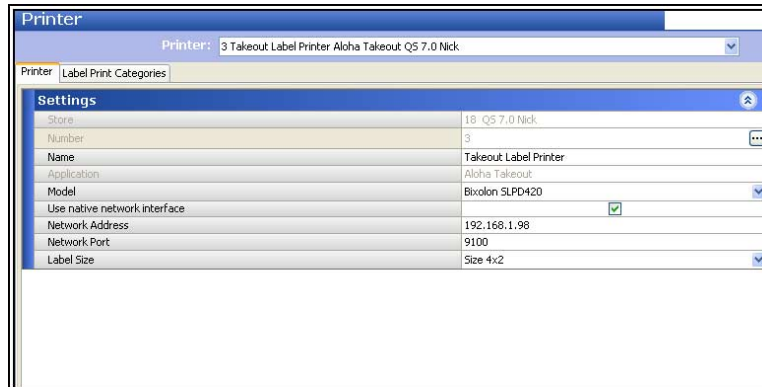 Printer
Printer: 3 Takeout Label Printer Aloha Takeout QS 7.0 Nick
Printer Label Print Categories
Settings
Store 18 QS 7.0 Nick
Number 3
Name Takeout Label Printer
Application Aloha Takeout
Model Bixolon SLPD420
Use native network interface
Network Address 192.168.1.98
Network Port 9100
Label Size Size 4x2